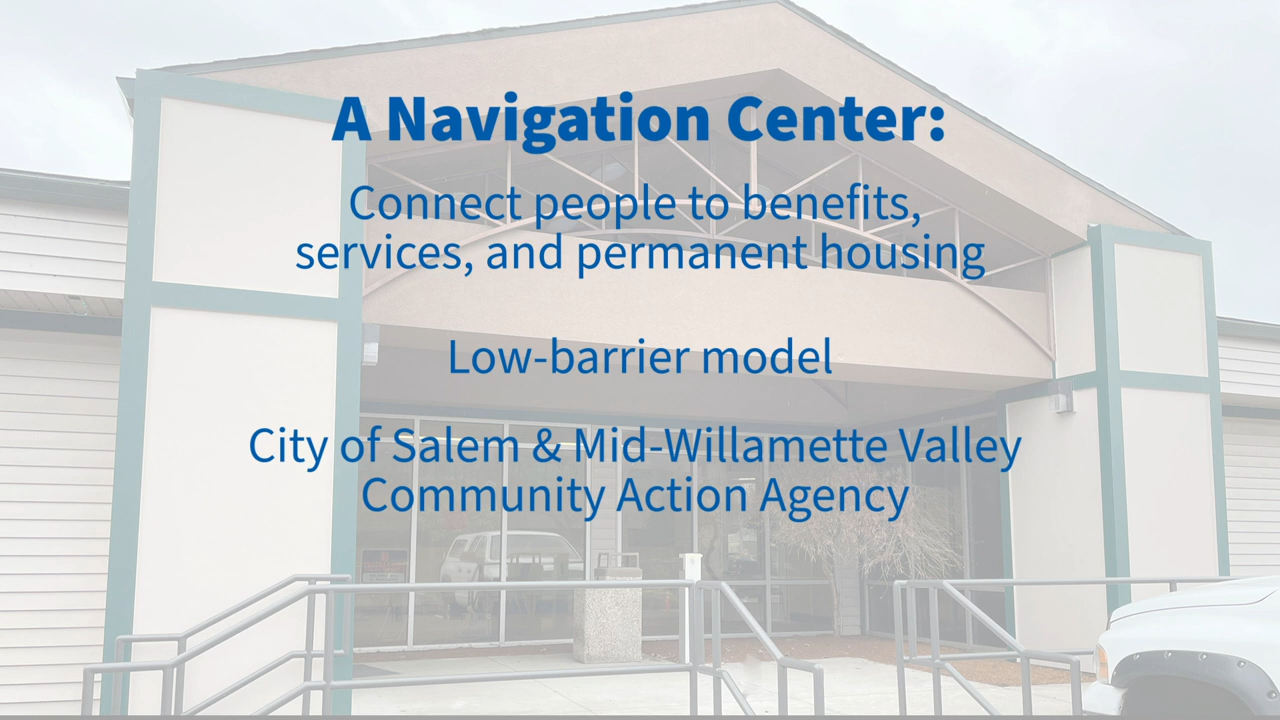 A Navigation Center:
Connect people to benefits,
services, and permanent housing
Low-barrier model
City of Salem & Mid-Willamette Valley
Community Action Agency